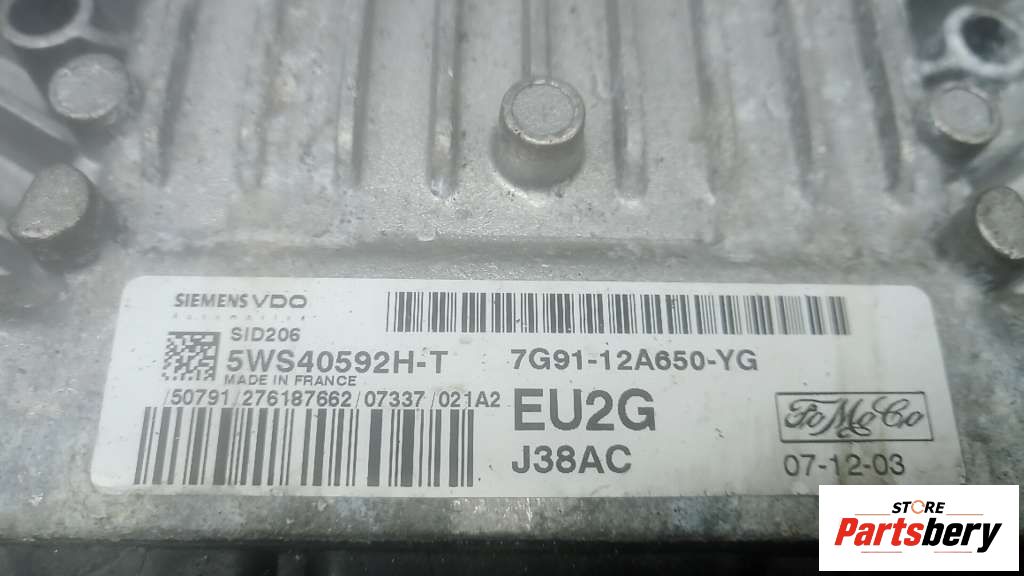 SIEMENS VDO
Automotive
SID206
5WS40592H-T
7G91-12A650-YG
MADE IN FRANCE
/50791/276187662/07337/021A2
EU2G
FoMoCo
J38AC
07-12-03
STORE
Partsbery